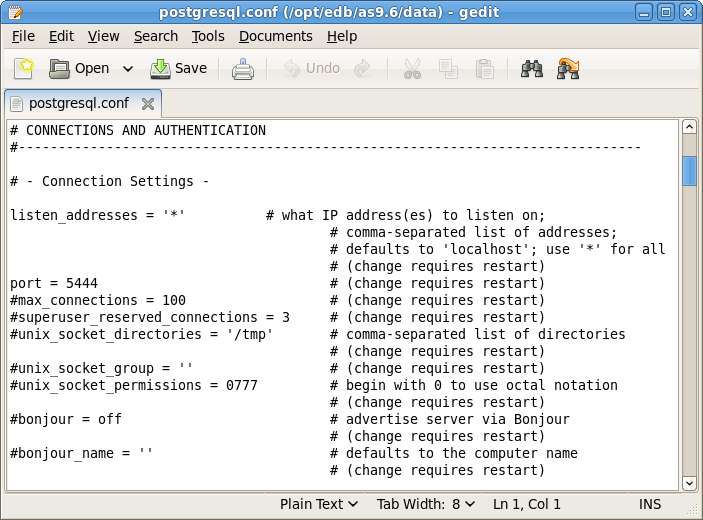 postgresql.conf (/opt/edb/as9.6/data) - gedit
File Edit View Search Tools Documents Help
Open Save Undo
postgresql.conf
# CONNECTIONS AND AUTHENTICATION
#------------------------------------------------------------------------------
# - Connection Settings -
listen_addresses = '*'          # what IP address(es) to listen on;
                                        # comma-separated list of addresses;
                                        # defaults to 'localhost'; use '*' for all
                                        # (change requires restart)
port = 5444                             # (change requires restart)
#max_connections = 100                  # (change requires restart)
#superuser_reserved_connections = 3     # (change requires restart)
#unix_socket_directories = '/tmp'       # comma-separated list of directories
                                        # (change requires restart)
#unix_socket_group = ''                 # (change requires restart)
#unix_socket_permissions = 0777         # begin with 0 to use octal notation
                                        # (change requires restart)
#bonjour = off                          # advertise server via Bonjour
                                        # (change requires restart)
#bonjour_name = ''                      # defaults to the computer name
                                        # (change requires restart)
Plain Text Tab Width: 8 Ln 1, Col 1 INS